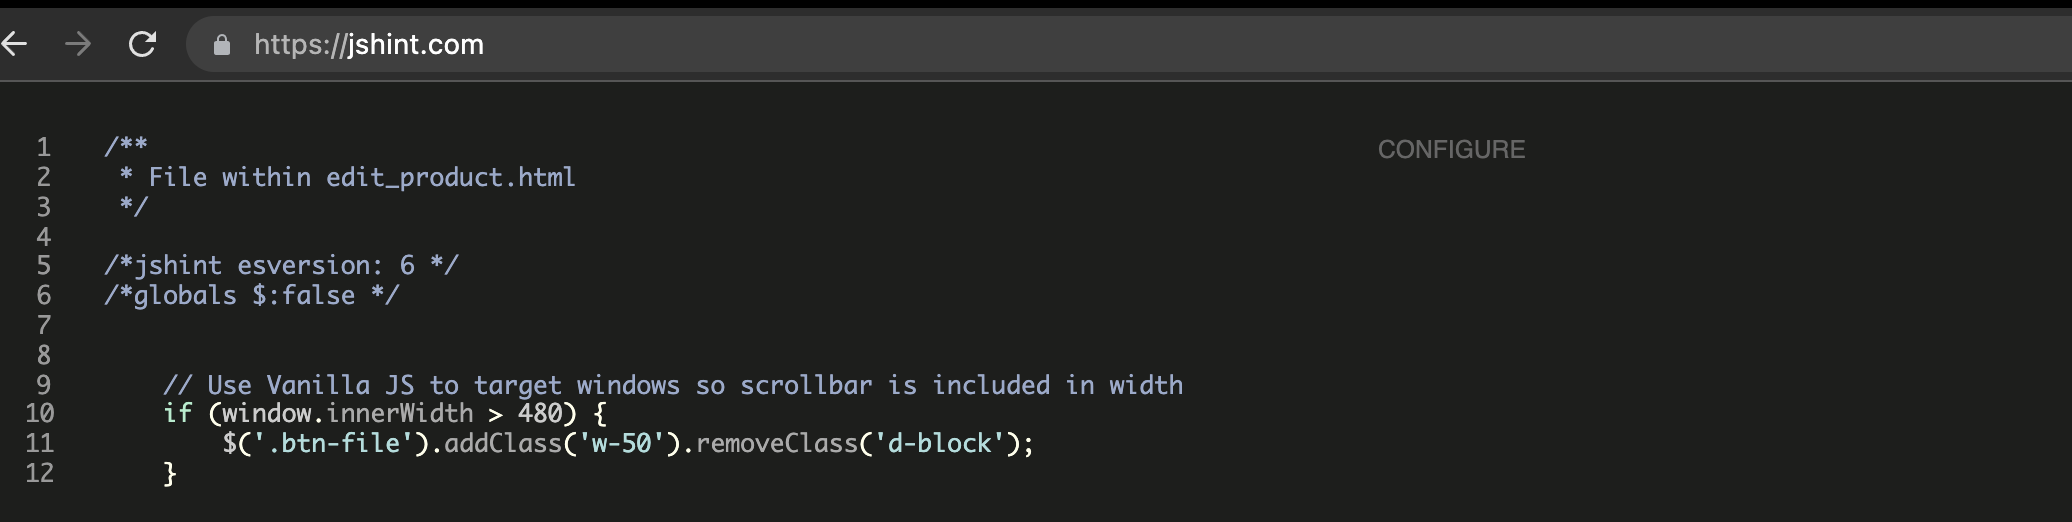 https://jshint.com
CONFIGURE
1 /**
2 * File within edit_product.html
3 */
4
5 /*jshint esversion: 6 */
6 /*globals $:false */
7
8
9 // Use Vanilla JS to target windows so scrollbar is included in width
10 if (window.innerWidth > 480) {
11 $('.btn-file').addClass('w-50').removeClass('d-block');
12 }